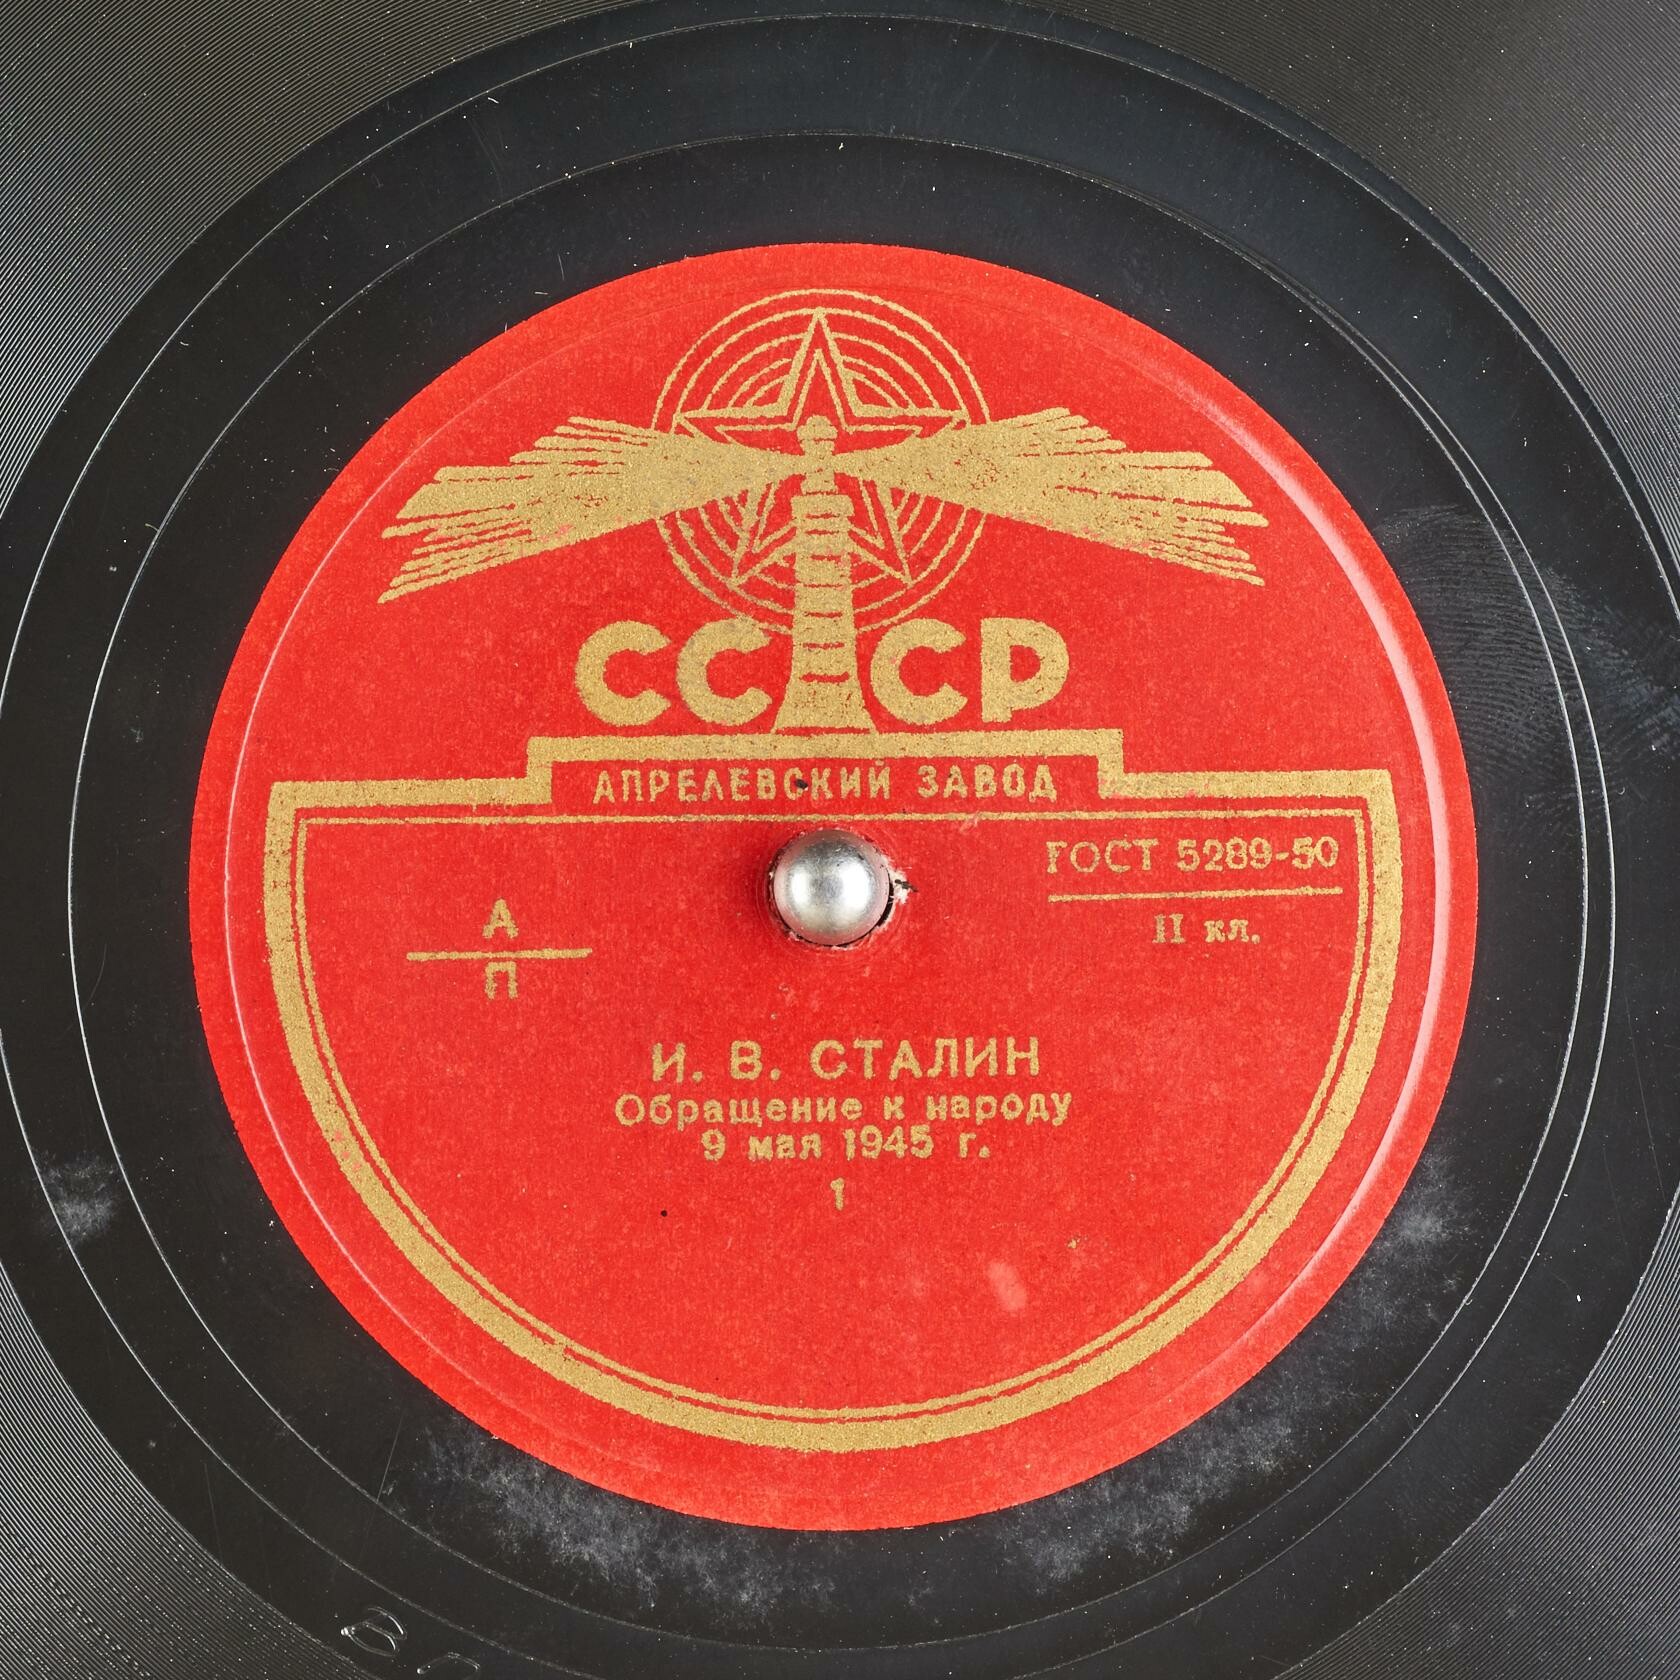 СССР
АПРЕЛЕВСКИЙ ЗАВОД
ГОСТ 5289-50
II кл.
А
П
И. В. СТАЛИН
Обращение к народу
9 мая 1945 г.
1